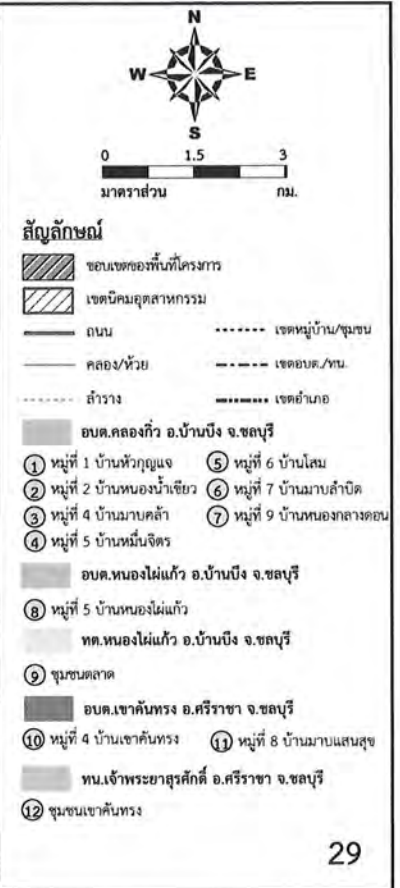 N
W E
S
0 1.5 3
มาตราส่วน กม.
สัญลักษณ์
ขอบเขตของพื้นที่โครงการ
เขตนิคมอุตสาหกรรม
ถนน เขตหมู่บ้าน/ชุมชน
คลอง/ห้วย เขตอบต./ทน.
ลำราง เขตอำเภอ
อบต.คลองกิ่ว อ.บ้านบึง จ.ชลบุรี
1 หมู่ที่ 1 บ้านหัวกุญแจ 5 หมู่ที่ 6 บ้านโสม
2 หมู่ที่ 2 บ้านหนองน้ำเขียว 6 หมู่ที่ 7 บ้านมาบลำบิด
3 หมู่ที่ 4 บ้านมาบคล้า 7 หมู่ที่ 9 บ้านหนองกลางดอน
4 หมู่ที่ 5 บ้านหมื่นจิตร
อบต.หนองไผ่แก้ว อ.บ้านบึง จ.ชลบุรี
8 หมู่ที่ 5 บ้านหนองไผ่แก้ว
ทต.หนองไผ่แก้ว อ.บ้านบึง จ.ชลบุรี
9 ชุมชนตลาด
อบต.เขาคันทรง อ.ศรีราชา จ.ชลบุรี
10 หมู่ที่ 4 บ้านเขาคันทรง 11 หมู่ที่ 8 บ้านมาบแสนสุข
ทน.เจ้าพระยาสุรศักดิ์ อ.ศรีราชา จ.ชลบุรี
12 ชุมชนเขาคันทรง
29